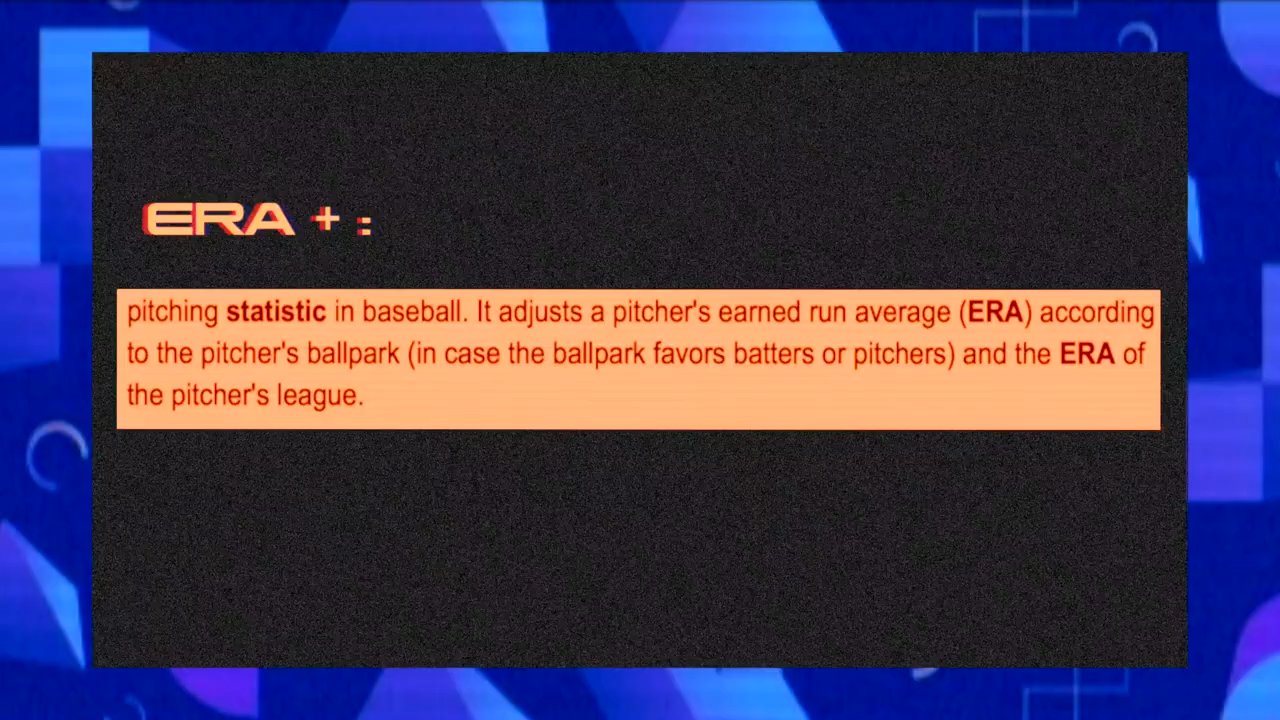 ERA + :
pitching statistic in baseball. It adjusts a pitcher's earned run average (ERA) according
to the pitcher's ballpark (in case the ballpark favors batters or pitchers) and the ERA of
the pitcher's league.